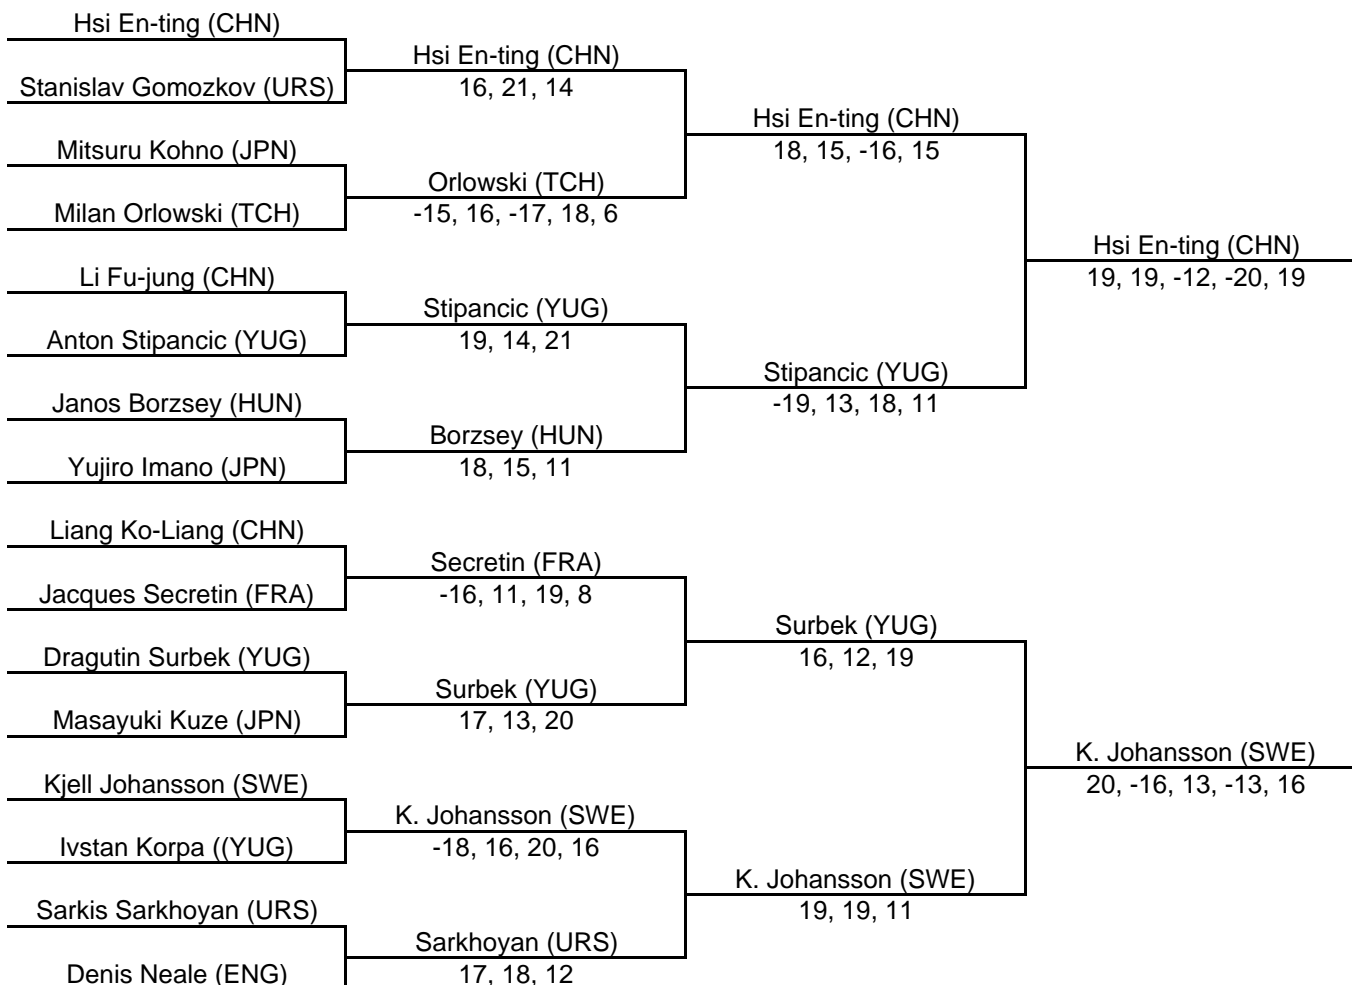 Hsi En-ting (CHN)
Stanislav Gomozkov (URS)
Mitsuru Kohno (JPN)
Milan Orlowski (TCH)
Li Fu-jung (CHN)
Anton Stipancic (YUG)
Janos Borzsey (HUN)
Yujiro Imano (JPN)
Liang Ko-Liang (CHN)
Jacques Secretin (FRA)
Dragutin Surbek (YUG)
Masayuki Kuze (JPN)
Kjell Johansson (SWE)
Ivstan Korpa ((YUG)
Sarkis Sarkhoyan (URS)
Denis Neale (ENG)
Hsi En-ting (CHN)
16, 21, 14
Orlowski (TCH)
-15, 16, -17, 18, 6
Stipancic (YUG)
19, 14, 21
Borzsey (HUN)
18, 15, 11
Secretin (FRA)
-16, 11, 19, 8
Surbek (YUG)
17, 13, 20
K. Johansson (SWE)
-18, 16, 20, 16
Sarkhoyan (URS)
17, 18, 12
Hsi En-ting (CHN)
18, 15, -16, 15
Stipancic (YUG)
-19, 13, 18, 11
Surbek (YUG)
16, 12, 19
K. Johansson (SWE)
19, 19, 11
Hsi En-ting (CHN)
19, 19, -12, -20, 19
K. Johansson (SWE)
20, -16, 13, -13, 16